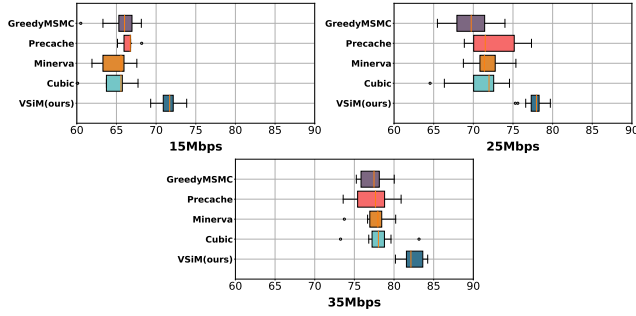 GreedyMSMC
Precache
Minerva
Cubic
VSiM(ours)
60 65 70 75 80 85 90
15Mbps
GreedyMSMC
Precache
Minerva
Cubic
VSiM(ours)
60 65 70 75 80 85 90
25Mbps
GreedyMSMC
Precache
Minerva
Cubic
VSiM(ours)
60 65 70 75 80 85 90
35Mbps